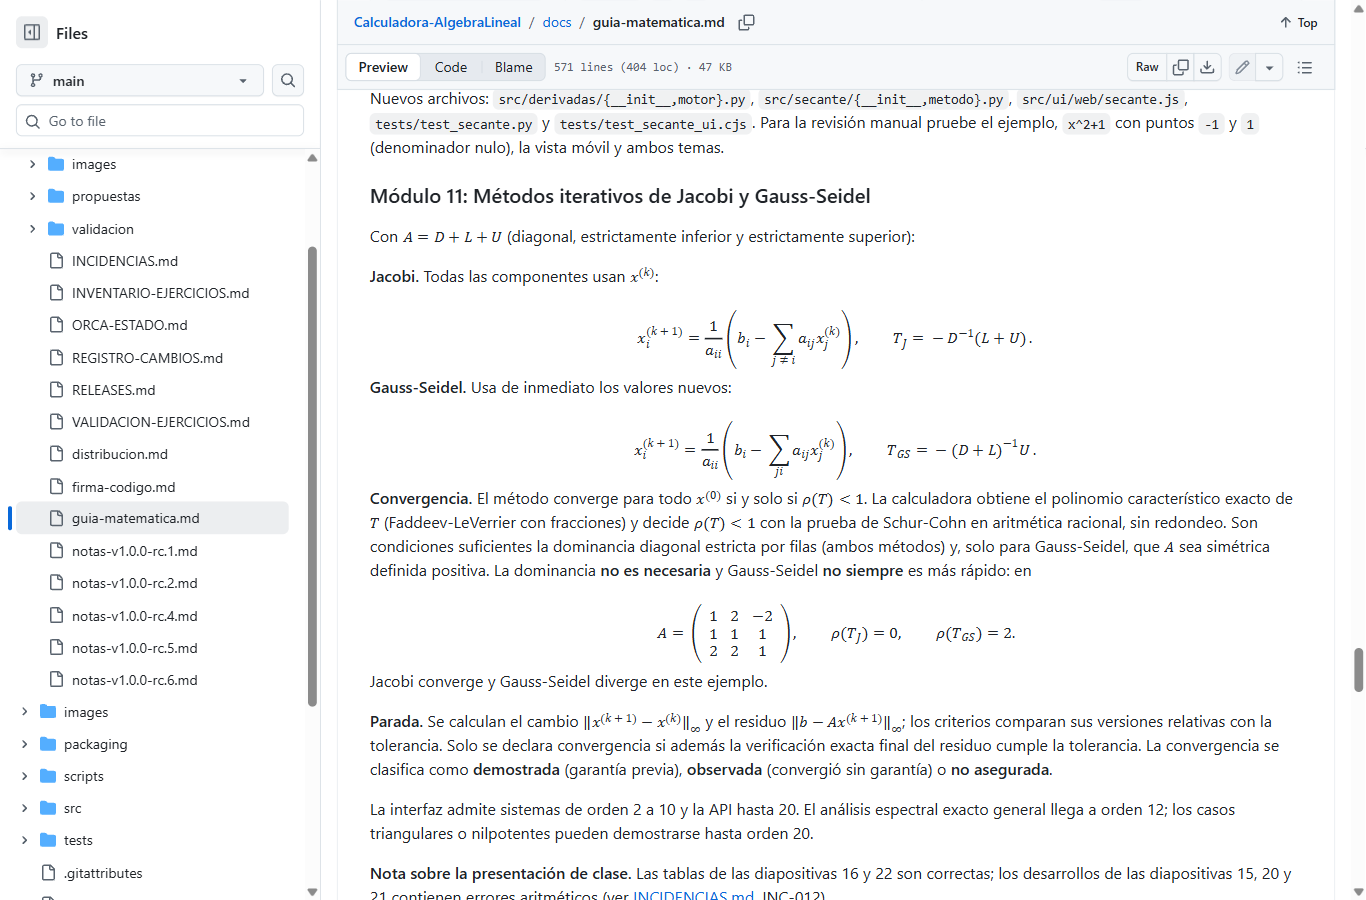 Files
main
Go to file
images
propuestas
validacion
INCIDENCIAS.md
INVENTARIO-EJERCICIOS.md
ORCA-ESTADO.md
REGISTRO-CAMBIOS.md
RELEASES.md
VALIDACION-EJERCICIOS.md
distribucion.md
firma-codigo.md
guia-matematica.md
notas-v1.0.0-rc.1.md
notas-v1.0.0-rc.2.md
notas-v1.0.0-rc.4.md
notas-v1.0.0-rc.5.md
notas-v1.0.0-rc.6.md
images
packaging
scripts
src
tests
.gitattributes
Calculadora-AlgebraLineal / docs / guia-matematica.md
Top
Preview Code Blame 571 lines (404 loc) · 47 KB
Raw
Nuevos archivos: src/derivadas/{__init__,motor}.py, src/secante/{__init__,metodo}.py, src/ui/web/secante.js,
tests/test_secante.py y tests/test_secante_ui.cjs. Para la revisión manual pruebe el ejemplo, x^2+1 con puntos -1 y 1
(denominador nulo), la vista móvil y ambos temas.
Módulo 11: Métodos iterativos de Jacobi y Gauss-Seidel
Con A = D + L + U (diagonal, estrictamente inferior y estrictamente superior):
Jacobi. Todas las componentes usan x^(k):
x_i^(k+1) = 1/a_ii (b_i − ∑_{j≠i} a_ij x_j^(k)), T_J = −D^−1(L + U).
Gauss-Seidel. Usa de inmediato los valores nuevos:
x_i^(k+1) = 1/a_ii (b_i − ∑_{ji} a_ij x_j^(k)), T_GS = −(D + L)^−1 U.
Convergencia. El método converge para todo x^(0) si y solo si ρ(T) < 1. La calculadora obtiene el polinomio característico exacto de
T (Faddeev-LeVerrier con fracciones) y decide ρ(T) < 1 con la prueba de Schur-Cohn en aritmética racional, sin redondeo. Son
condiciones suficientes la dominancia diagonal estricta por filas (ambos métodos) y, solo para Gauss-Seidel, que A sea simétrica
definida positiva. La dominancia no es necesaria y Gauss-Seidel no siempre es más rápido: en
1 2 −2
A = ( 1 1 1 ), ρ(T_J) = 0, ρ(T_GS) = 2.
2 2 1
Jacobi converge y Gauss-Seidel diverge en este ejemplo.
Parada. Se calculan el cambio ‖x^(k+1) − x^(k)‖_∞ y el residuo ‖b − Ax^(k+1)‖_∞; los criterios comparan sus versiones relativas con la
tolerancia. Solo se declara convergencia si además la verificación exacta final del residuo cumple la tolerancia. La convergencia se
clasifica como demostrada (garantía previa), observada (convergió sin garantía) o no asegurada.
La interfaz admite sistemas de orden 2 a 10 y la API hasta 20. El análisis espectral exacto general llega a orden 12; los casos
triangulares o nilpotentes pueden demostrarse hasta orden 20.
Nota sobre la presentación de clase. Las tablas de las diapositivas 16 y 22 son correctas; los desarrollos de las diapositivas 15, 20 y
21 contienen errores aritméticos (ver INCIDENCIAS.md, INC-012).